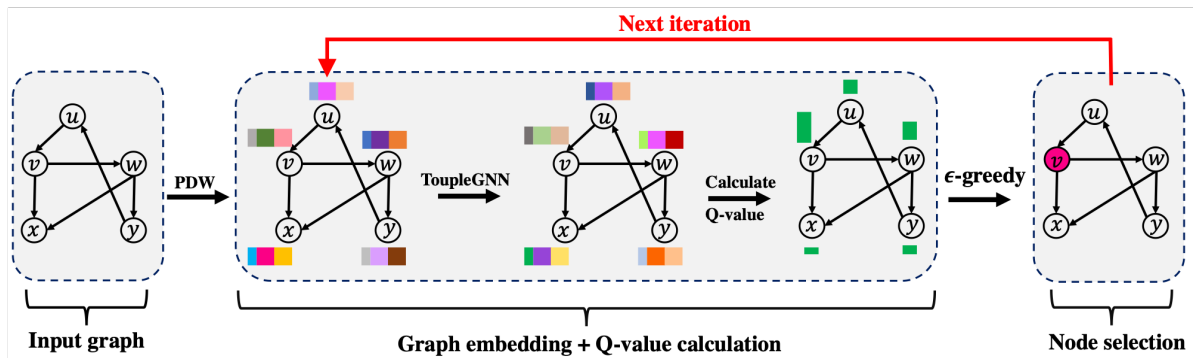 Next iteration
u
v
w
x
y
PDW
u
v
w
x
y
ToupleGNN
u
v
w
x
y
Calculate
Q-value
u
v
w
x
y
ϵ-greedy
u
v
w
x
y
Input graph
Graph embedding + Q-value calculation
Node selection